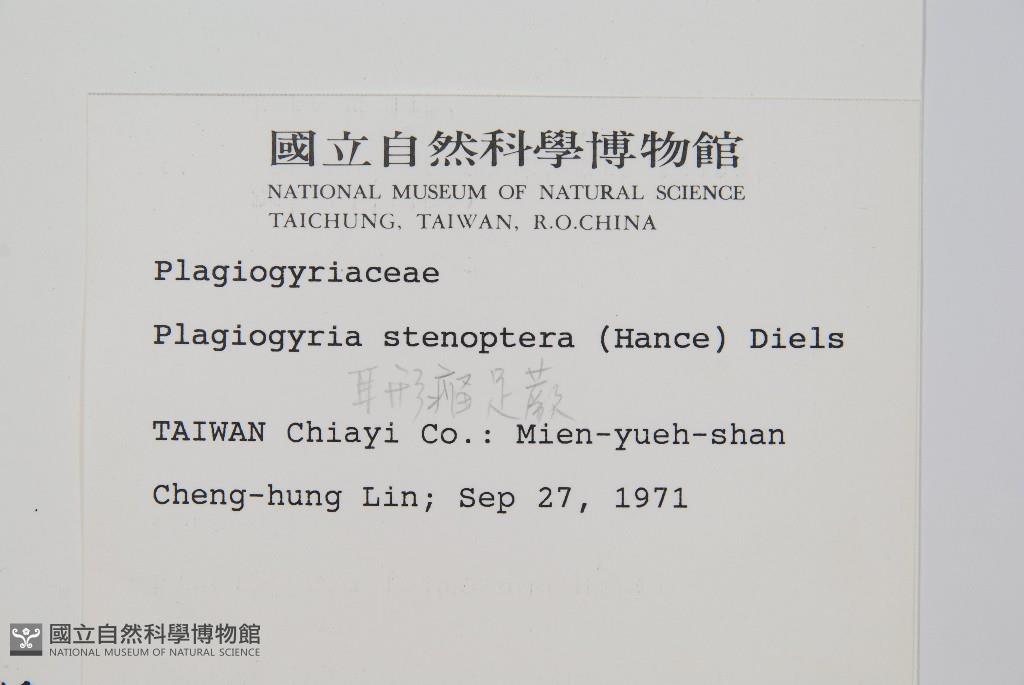 國立自然科學博物館
NATIONAL MUSEUM OF NATURAL SCIENCE
TAICHUNG, TAIWAN, R.O.CHINA
Plagiogyriaceae
Plagiogyria stenoptera (Hance) Diels
耳形瘤足蕨
TAIWAN Chiayi Co.: Mien-yueh-shan
Cheng-hung Lin; Sep 27, 1971
國立自然科學博物館
NATIONAL MUSEUM OF NATURAL SCIENCE